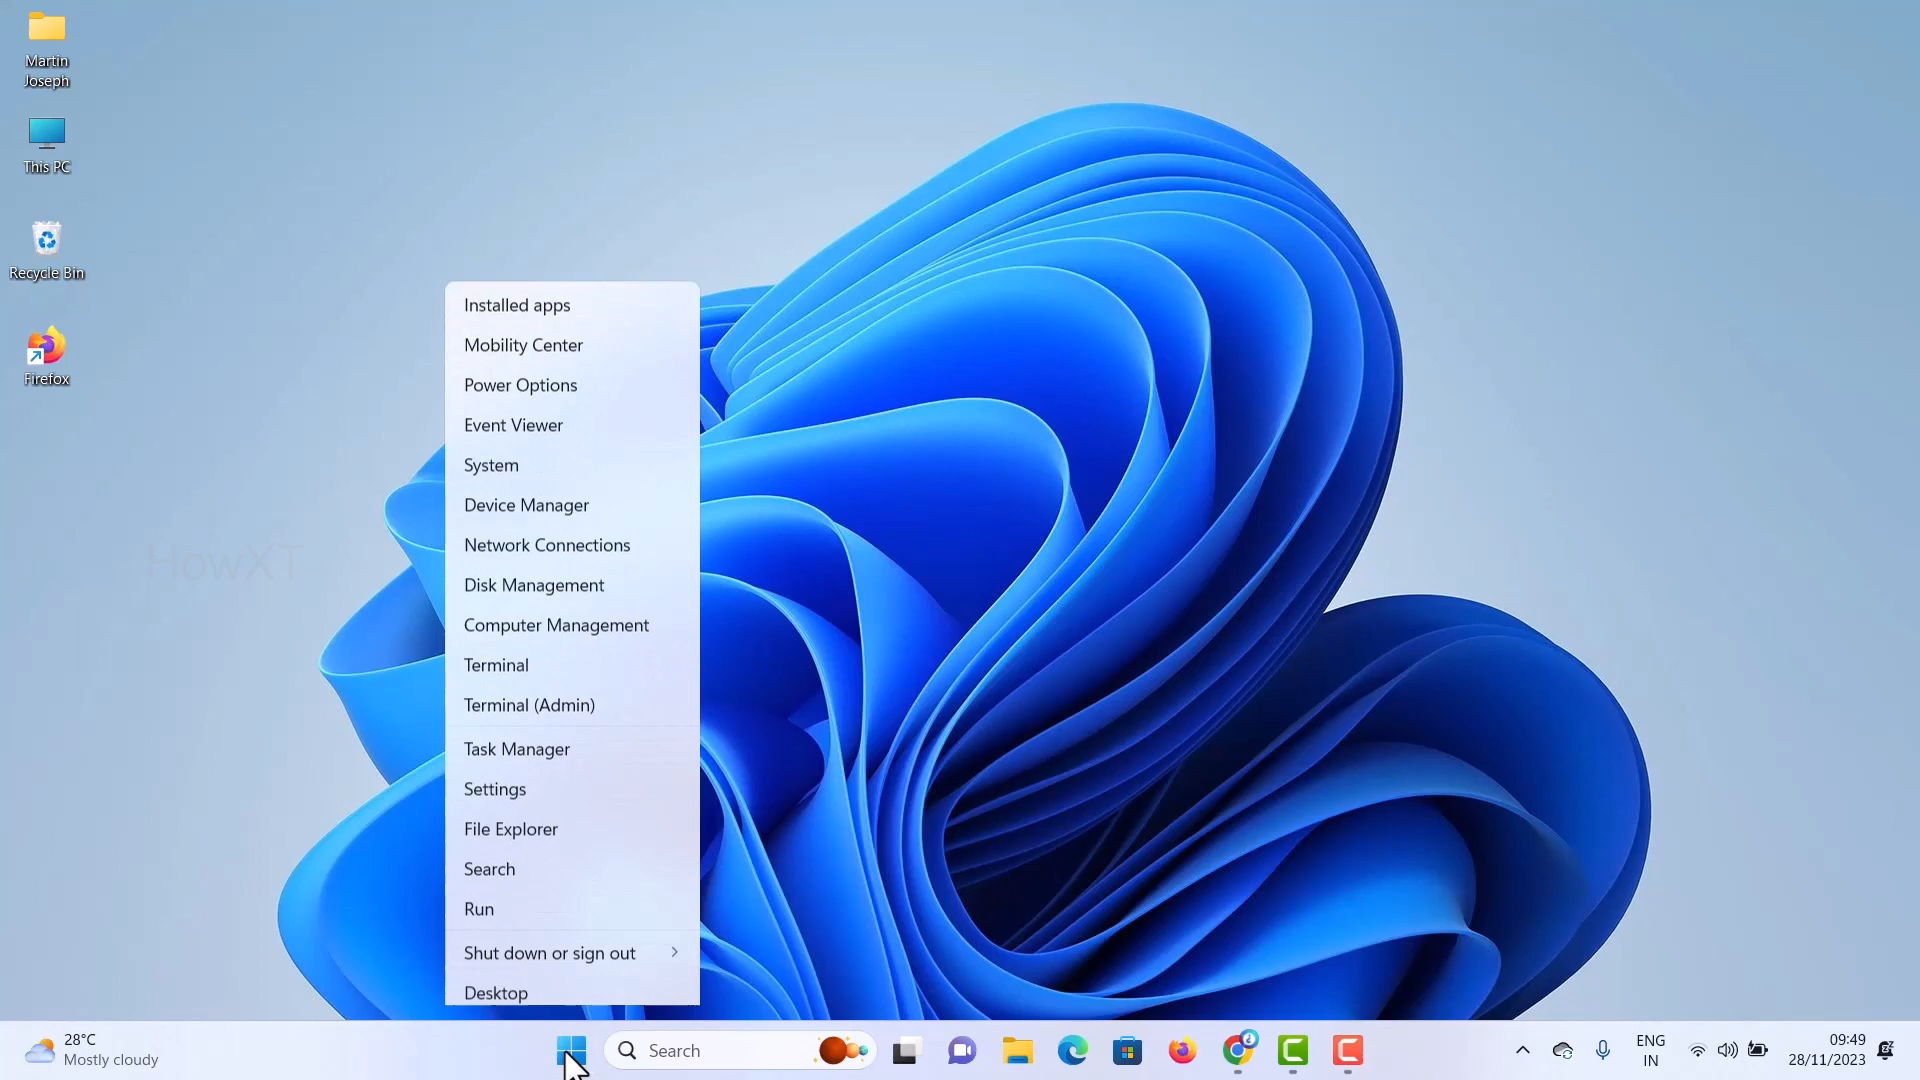 Martin
Joseph
This PC
Recycle Bin
Firefox
HowXT
Installed apps
Mobility Center
Power Options
Event Viewer
System
Device Manager
Network Connections
Disk Management
Computer Management
Terminal
Terminal (Admin)
Task Manager
Settings
File Explorer
Search
Run
Shut down or sign out
Desktop
28°C
Mostly cloudy
Search
ENG
IN
09:49
28/11/2023